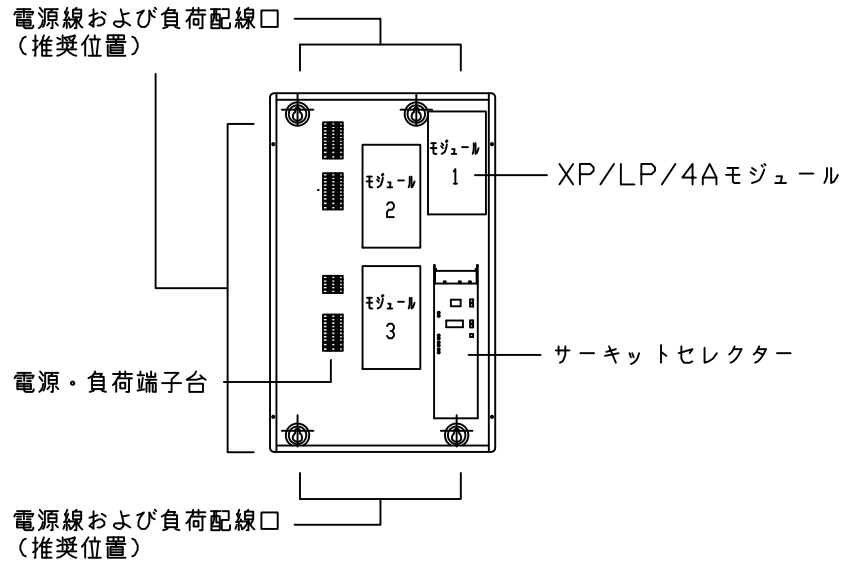 電源線および負荷配線口
（推奨位置）
モジュール
1
XP/LP/4Aモジュール
モジュール
2
モジュール
3
サーキットセレクター
電源・負荷端子台
電源線および負荷配線口
（推奨位置）